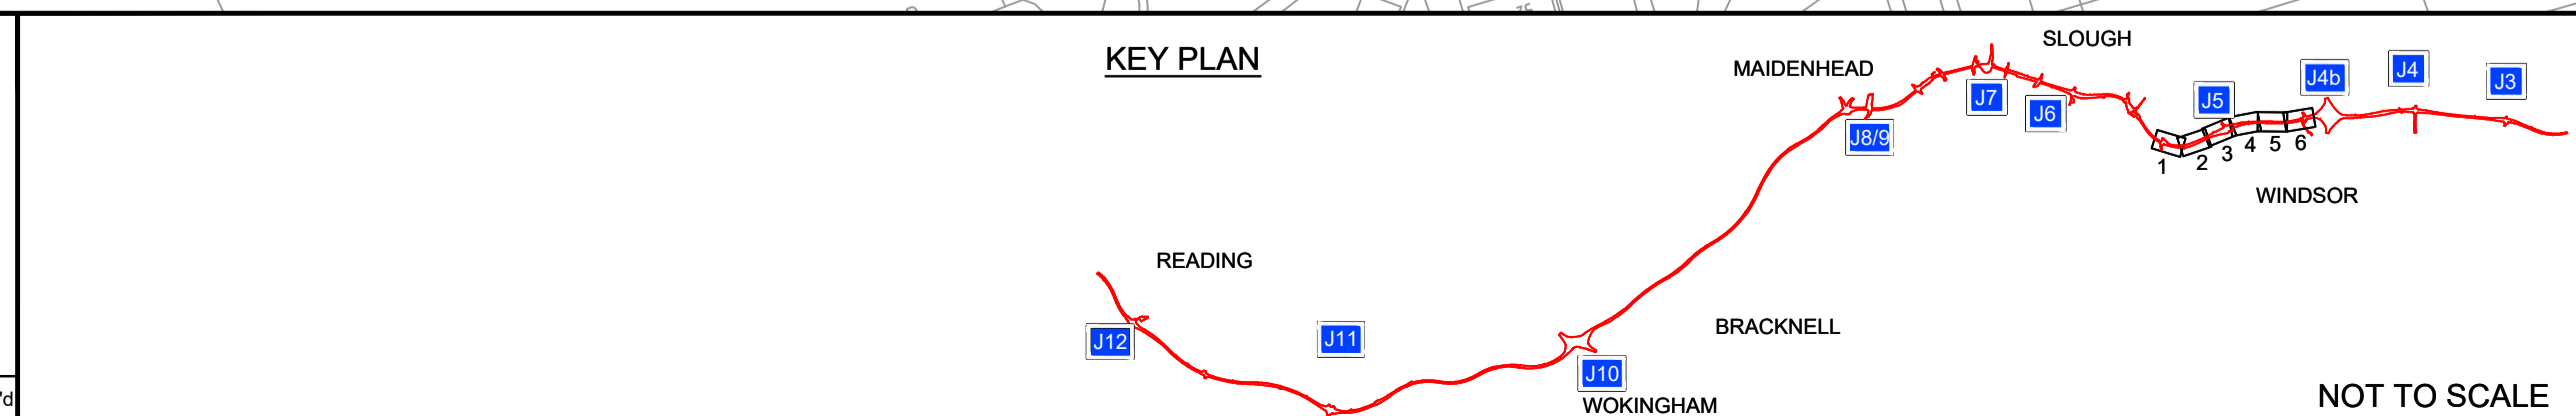 KEY PLAN
SLOUGH
MAIDENHEAD
J4b
J4
J3
J7
J6
J5
J8/9
1
2
3
4
5
6
WINDSOR
READING
BRACKNELL
J12
J11
J10
WOKINGHAM
NOT TO SCALE
'd